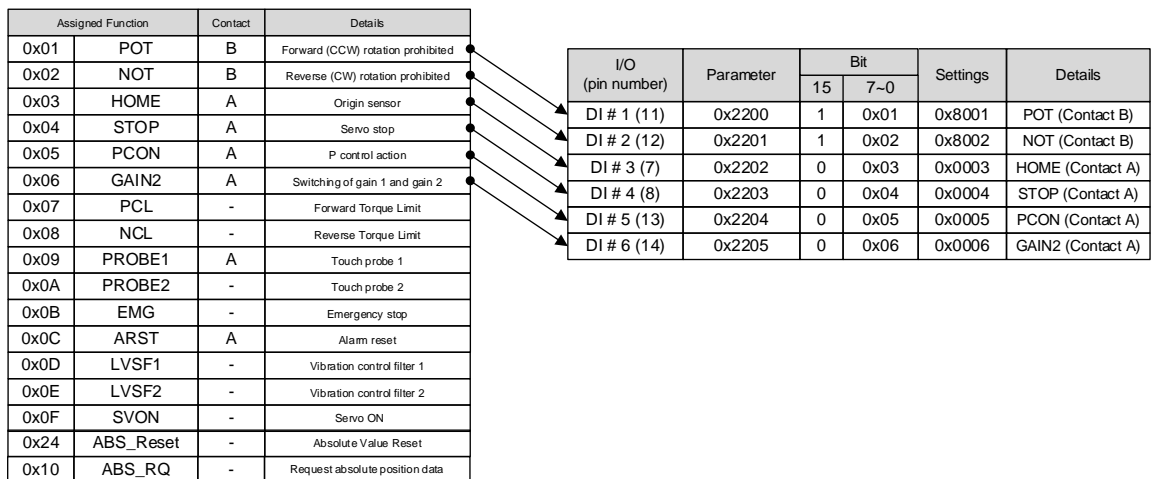 Assigned Function Contact Details
0x01 POT B Forward (CCW) rotation prohibited
0x02 NOT B Reverse (CW) rotation prohibited
0x03 HOME A Origin sensor
0x04 STOP A Servo stop
0x05 PCON A P control action
0x06 GAIN2 A Switching of gain 1 and gain 2
0x07 PCL - Forward Torque Limit
0x08 NCL - Reverse Torque Limit
0x09 PROBE1 A Touch probe 1
0x0A PROBE2 - Touch probe 2
0x0B EMG - Emergency stop
0x0C ARST A Alarm reset
0x0D LVSF1 - Vibration control filter 1
0x0E LVSF2 - Vibration control filter 2
0x0F SVON - Servo ON
0x24 ABS_Reset - Absolute Value Reset
0x10 ABS_RQ - Request absolute position data
I/O
(pin number) Parameter Bit Settings Details
15 7~0
DI # 1 (11) 0x2200 1 0x01 0x8001 POT (Contact B)
DI # 2 (12) 0x2201 1 0x02 0x8002 NOT (Contact B)
DI # 3 (7) 0x2202 0 0x03 0x0003 HOME (Contact A)
DI # 4 (8) 0x2203 0 0x04 0x0004 STOP (Contact A)
DI # 5 (13) 0x2204 0 0x05 0x0005 PCON (Contact A)
DI # 6 (14) 0x2205 0 0x06 0x0006 GAIN2 (Contact A)